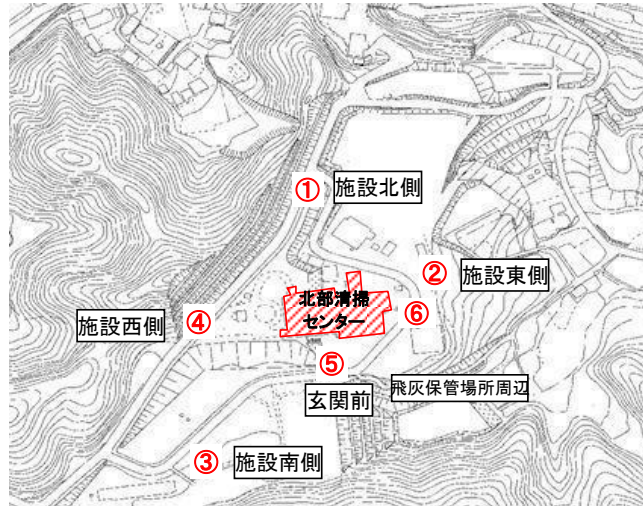 ① 施設北側
② 施設東側
北部清掃
センター
⑥
施設西側 ④
⑤
玄関前
飛灰保管場所周辺
③ 施設南側